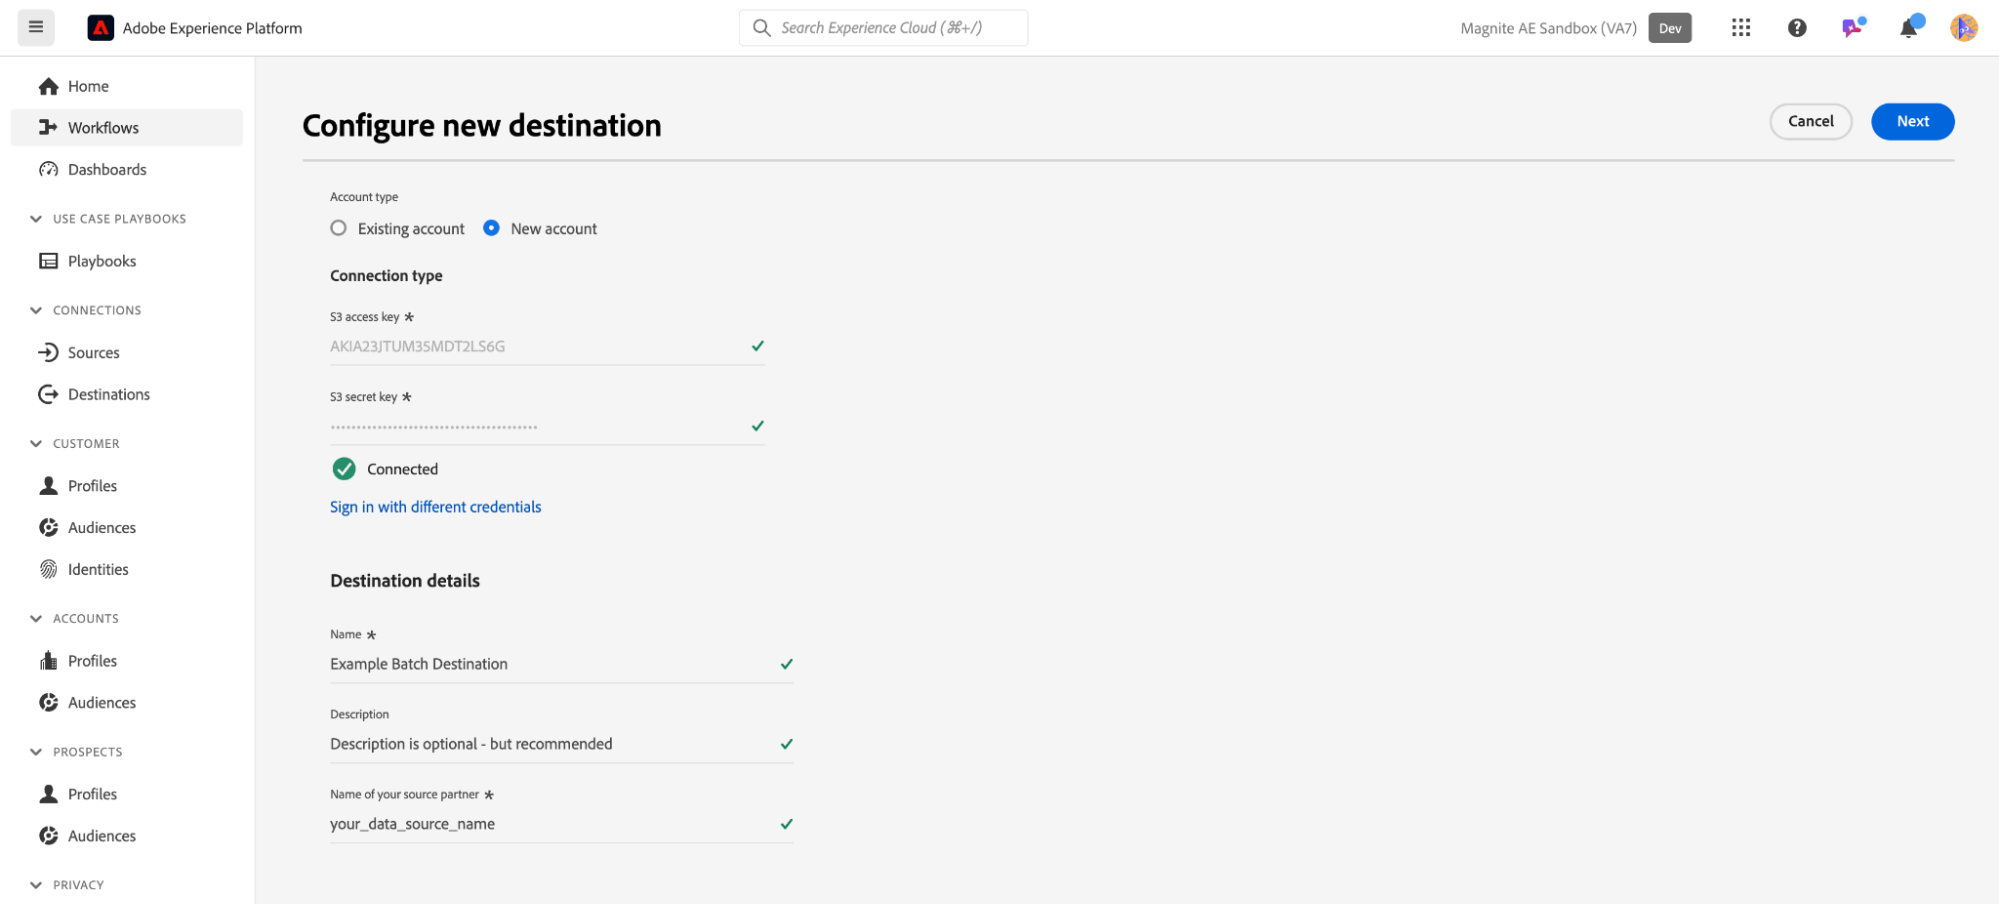 Adobe Experience Platform
Search Experience Cloud (⌘+/)
Magnite AE Sandbox (VA7)
Dev
Home
Workflows
Dashboards
USE CASE PLAYBOOKS
Playbooks
CONNECTIONS
Sources
Destinations
CUSTOMER
Profiles
Audiences
Identities
ACCOUNTS
Profiles
Audiences
PROSPECTS
Profiles
Audiences
PRIVACY
Configure new destination
Cancel
Next
Account type
Existing account
New account
Connection type
S3 access key *
AKIA23JTUM35MDT2LS6G
S3 secret key *
••••••••••••••••••••••••••••••••••••••••
Connected
Sign in with different credentials
Destination details
Name *
Example Batch Destination
Description
Description is optional - but recommended
Name of your source partner *
your_data_source_name